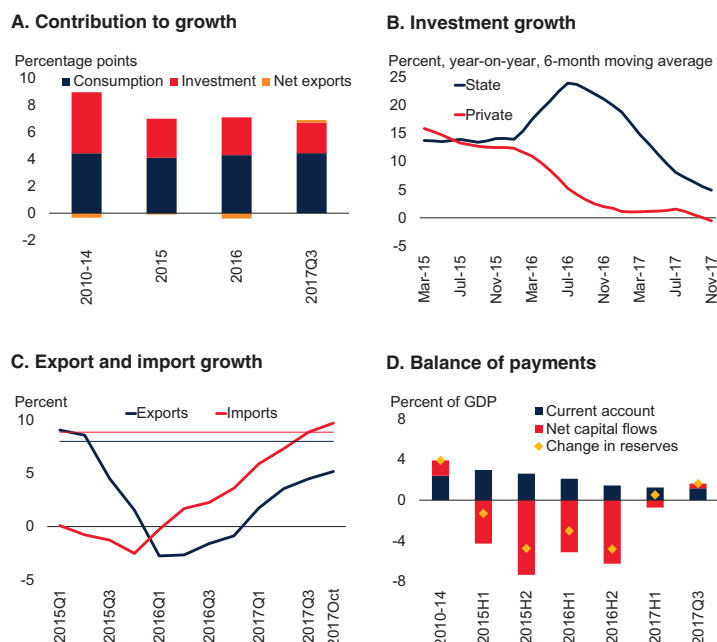 A. Contribution to growth
Percentage points
10
Consumption Investment Net exports
8
6
4
2
0
-2
2010-14
2015
2016
2017Q3
B. Investment growth
Percent, year-on-year, 6-month moving average
25
State
20
Private
15
10
5
0
-5
Mar-15
Jul-15
Nov-15
Mar-16
Jul-16
Nov-16
Mar-17
Jul-17
Nov-17
C. Export and import growth
Percent
10
Exports Imports
5
0
-5
2015Q1
2015Q3
2016Q1
2016Q3
2017Q1
2017Q3
2017Oct
D. Balance of payments
Percent of GDP
8
Current account
Net capital flows
Change in reserves
4
0
-4
-8
2010-14
2015H1
2015H2
2016H1
2016H2
2017H1
2017Q3